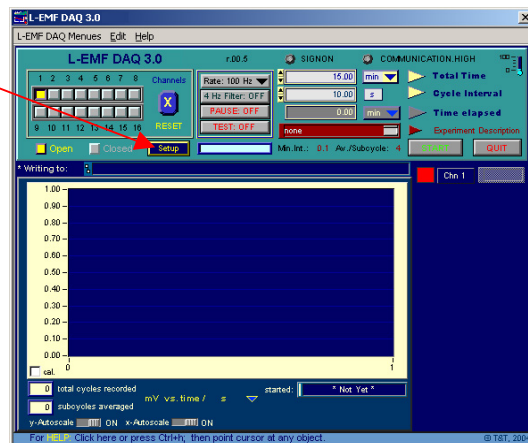 L-EMF DAQ 3.0
L-EMF DAQ Menues Edit Help
L-EMF DAQ 3.0 r.00.5 SIGNON COMMUNICATION.HIGH
1 2 3 4 5 6 7 8 Channels
X
9 10 11 12 13 14 15 16 RESET
Open Closed Setup
Rate: 100 Hz
4 Hz Filter: OFF
PAUSE: OFF
TEST: OFF
15.00 min Total Time
10.00 s Cycle Interval
0.00 min Time elapsed
none Experiment Description
Min.Int.: 0.1 Av./Subcycle: 4 QUIT
* Writing to:
Chn 1
1.00
0.90
0.80
0.70
0.60
0.50
0.40
0.30
0.20
0.10
0.00
0 1
cal.
0 total cycles recorded
mV vs.time / s
started: * Not Yet *
0 subcycles averaged
y-Autoscale ON x-Autoscale ON
For HELP: Click here or press Ctrl+h; then point cursor at any object.